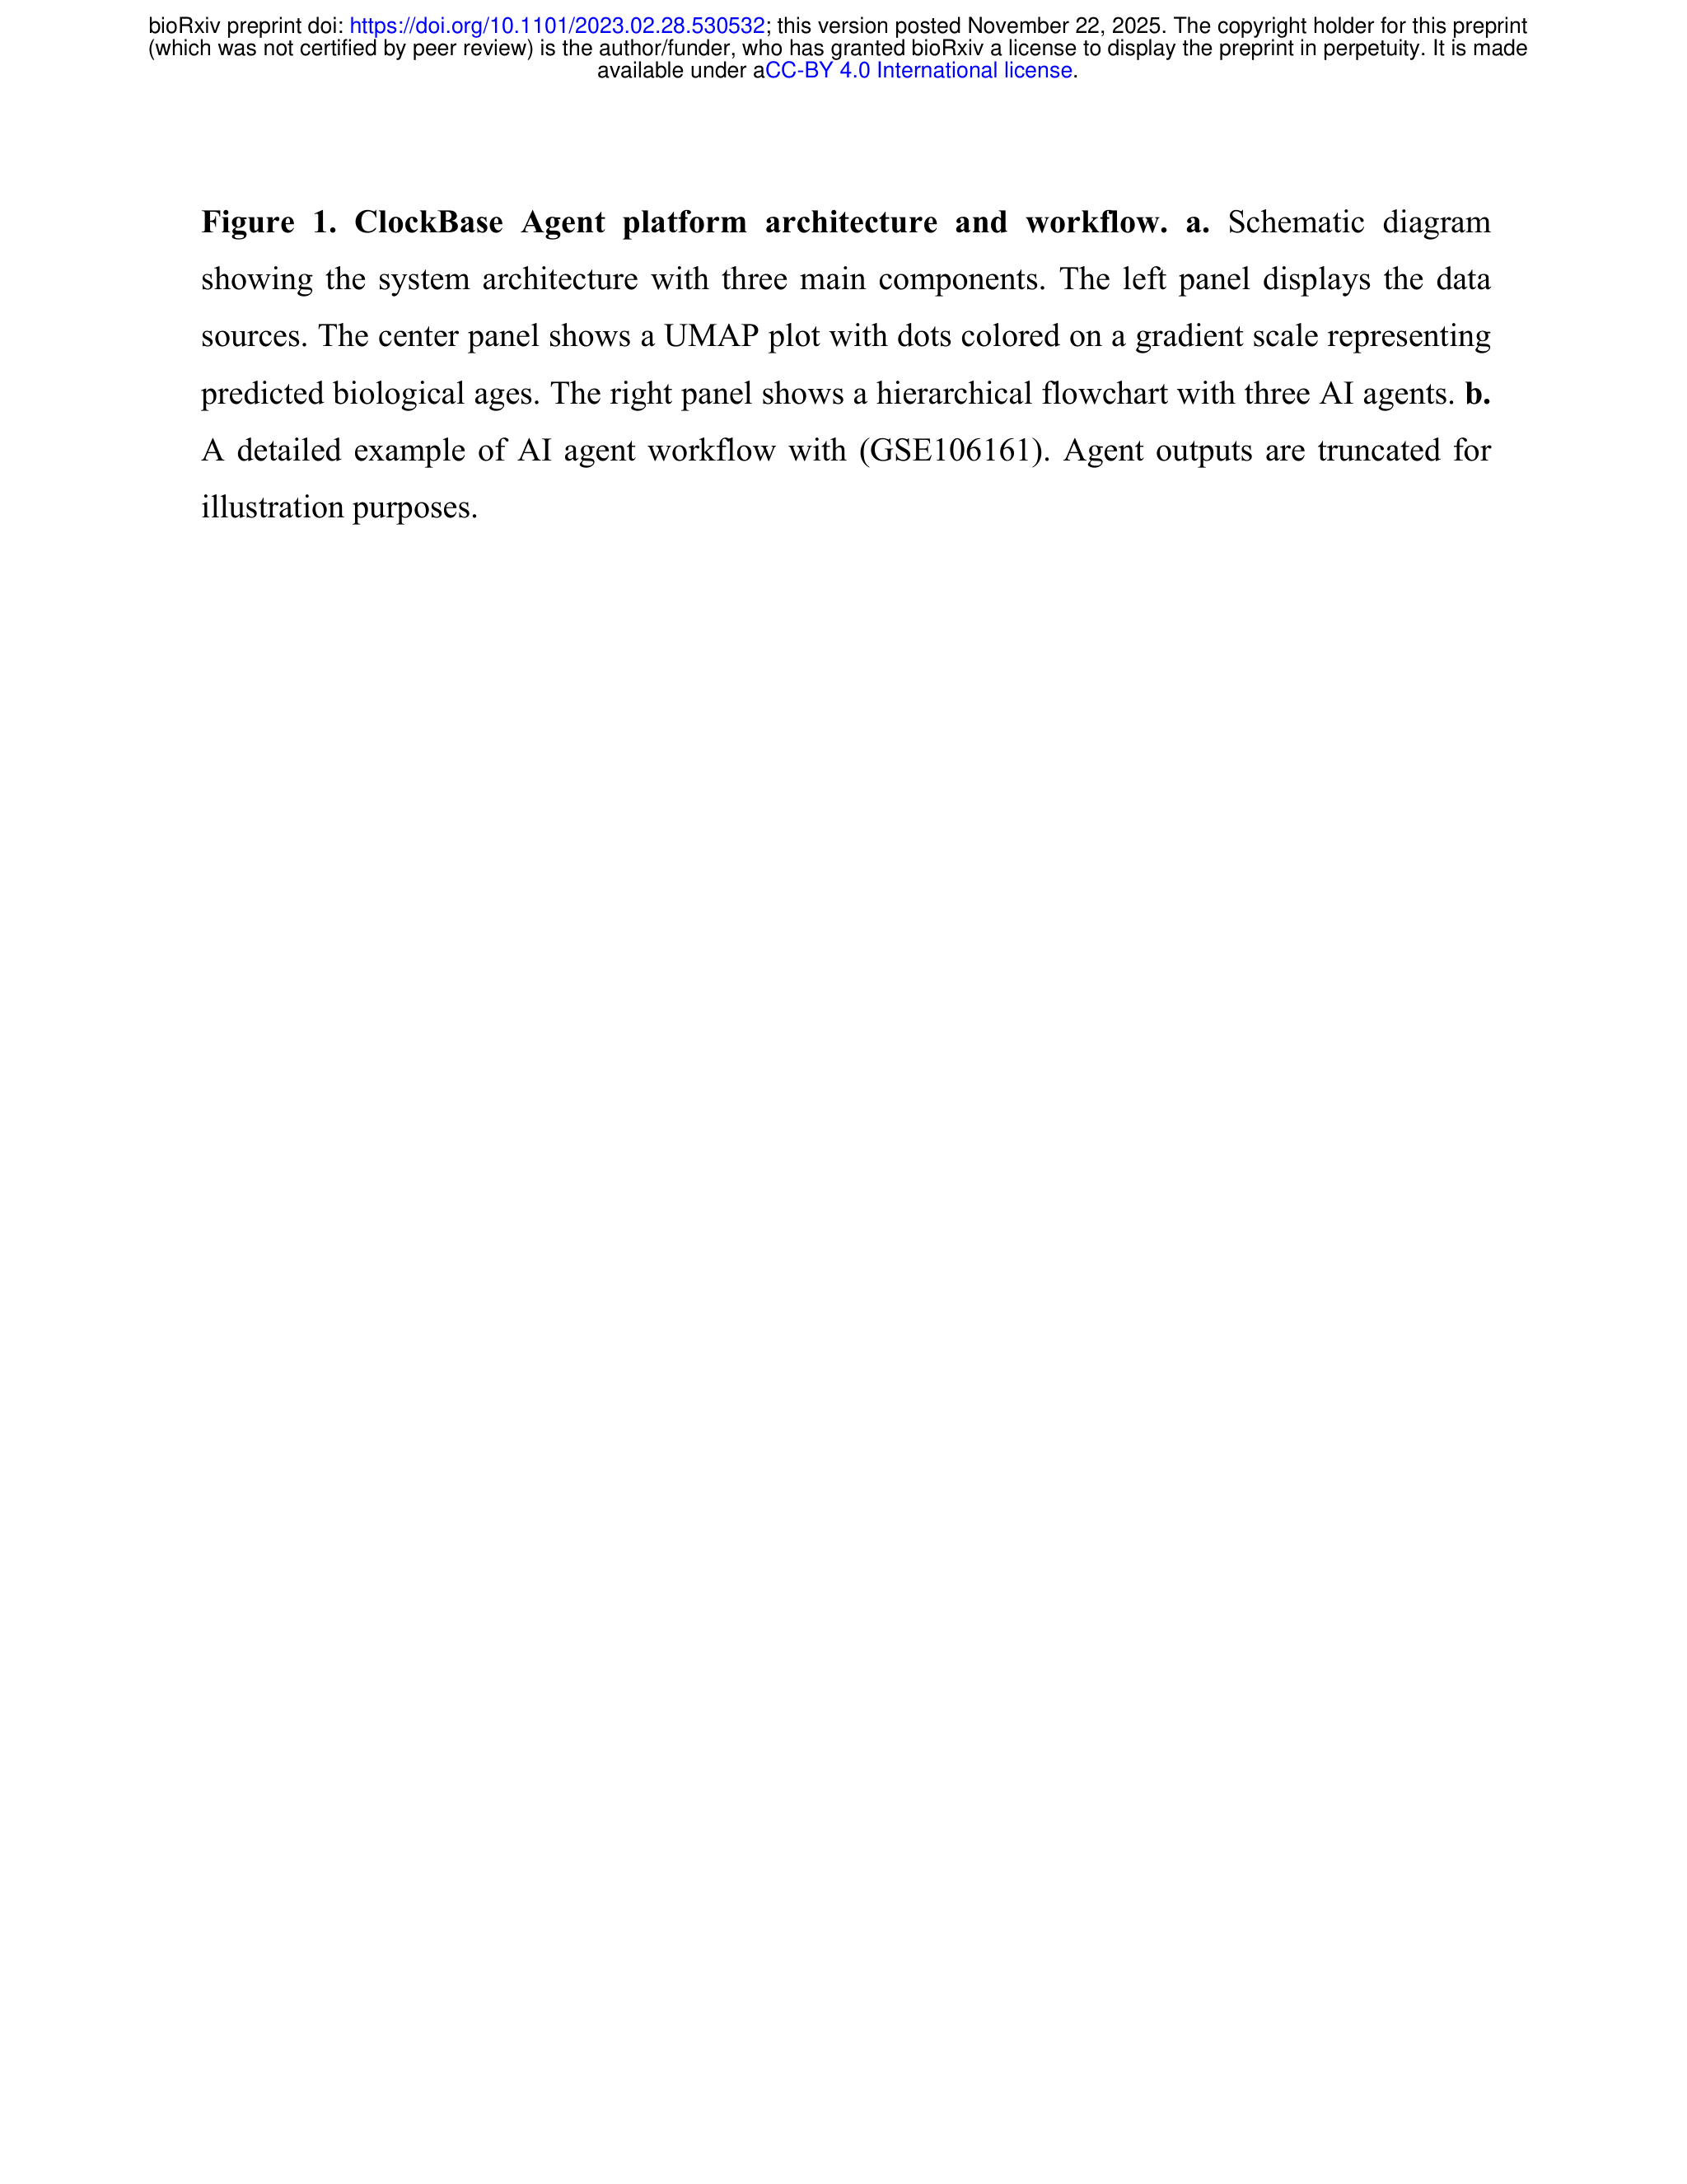 bioRxiv preprint doi: https://doi.org/10.1101/2023.02.28.530532; this version posted November 22, 2025. The copyright holder for this preprint
(which was not certified by peer review) is the author/funder, who has granted bioRxiv a license to display the preprint in perpetuity. It is made
available under aCC-BY 4.0 International license.
Figure 1. ClockBase Agent platform architecture and workflow. a. Schematic diagram
showing the system architecture with three main components. The left panel displays the data
sources. The center panel shows a UMAP plot with dots colored on a gradient scale representing
predicted biological ages. The right panel shows a hierarchical flowchart with three AI agents. b.
A detailed example of AI agent workflow with (GSE106161). Agent outputs are truncated for
illustration purposes.